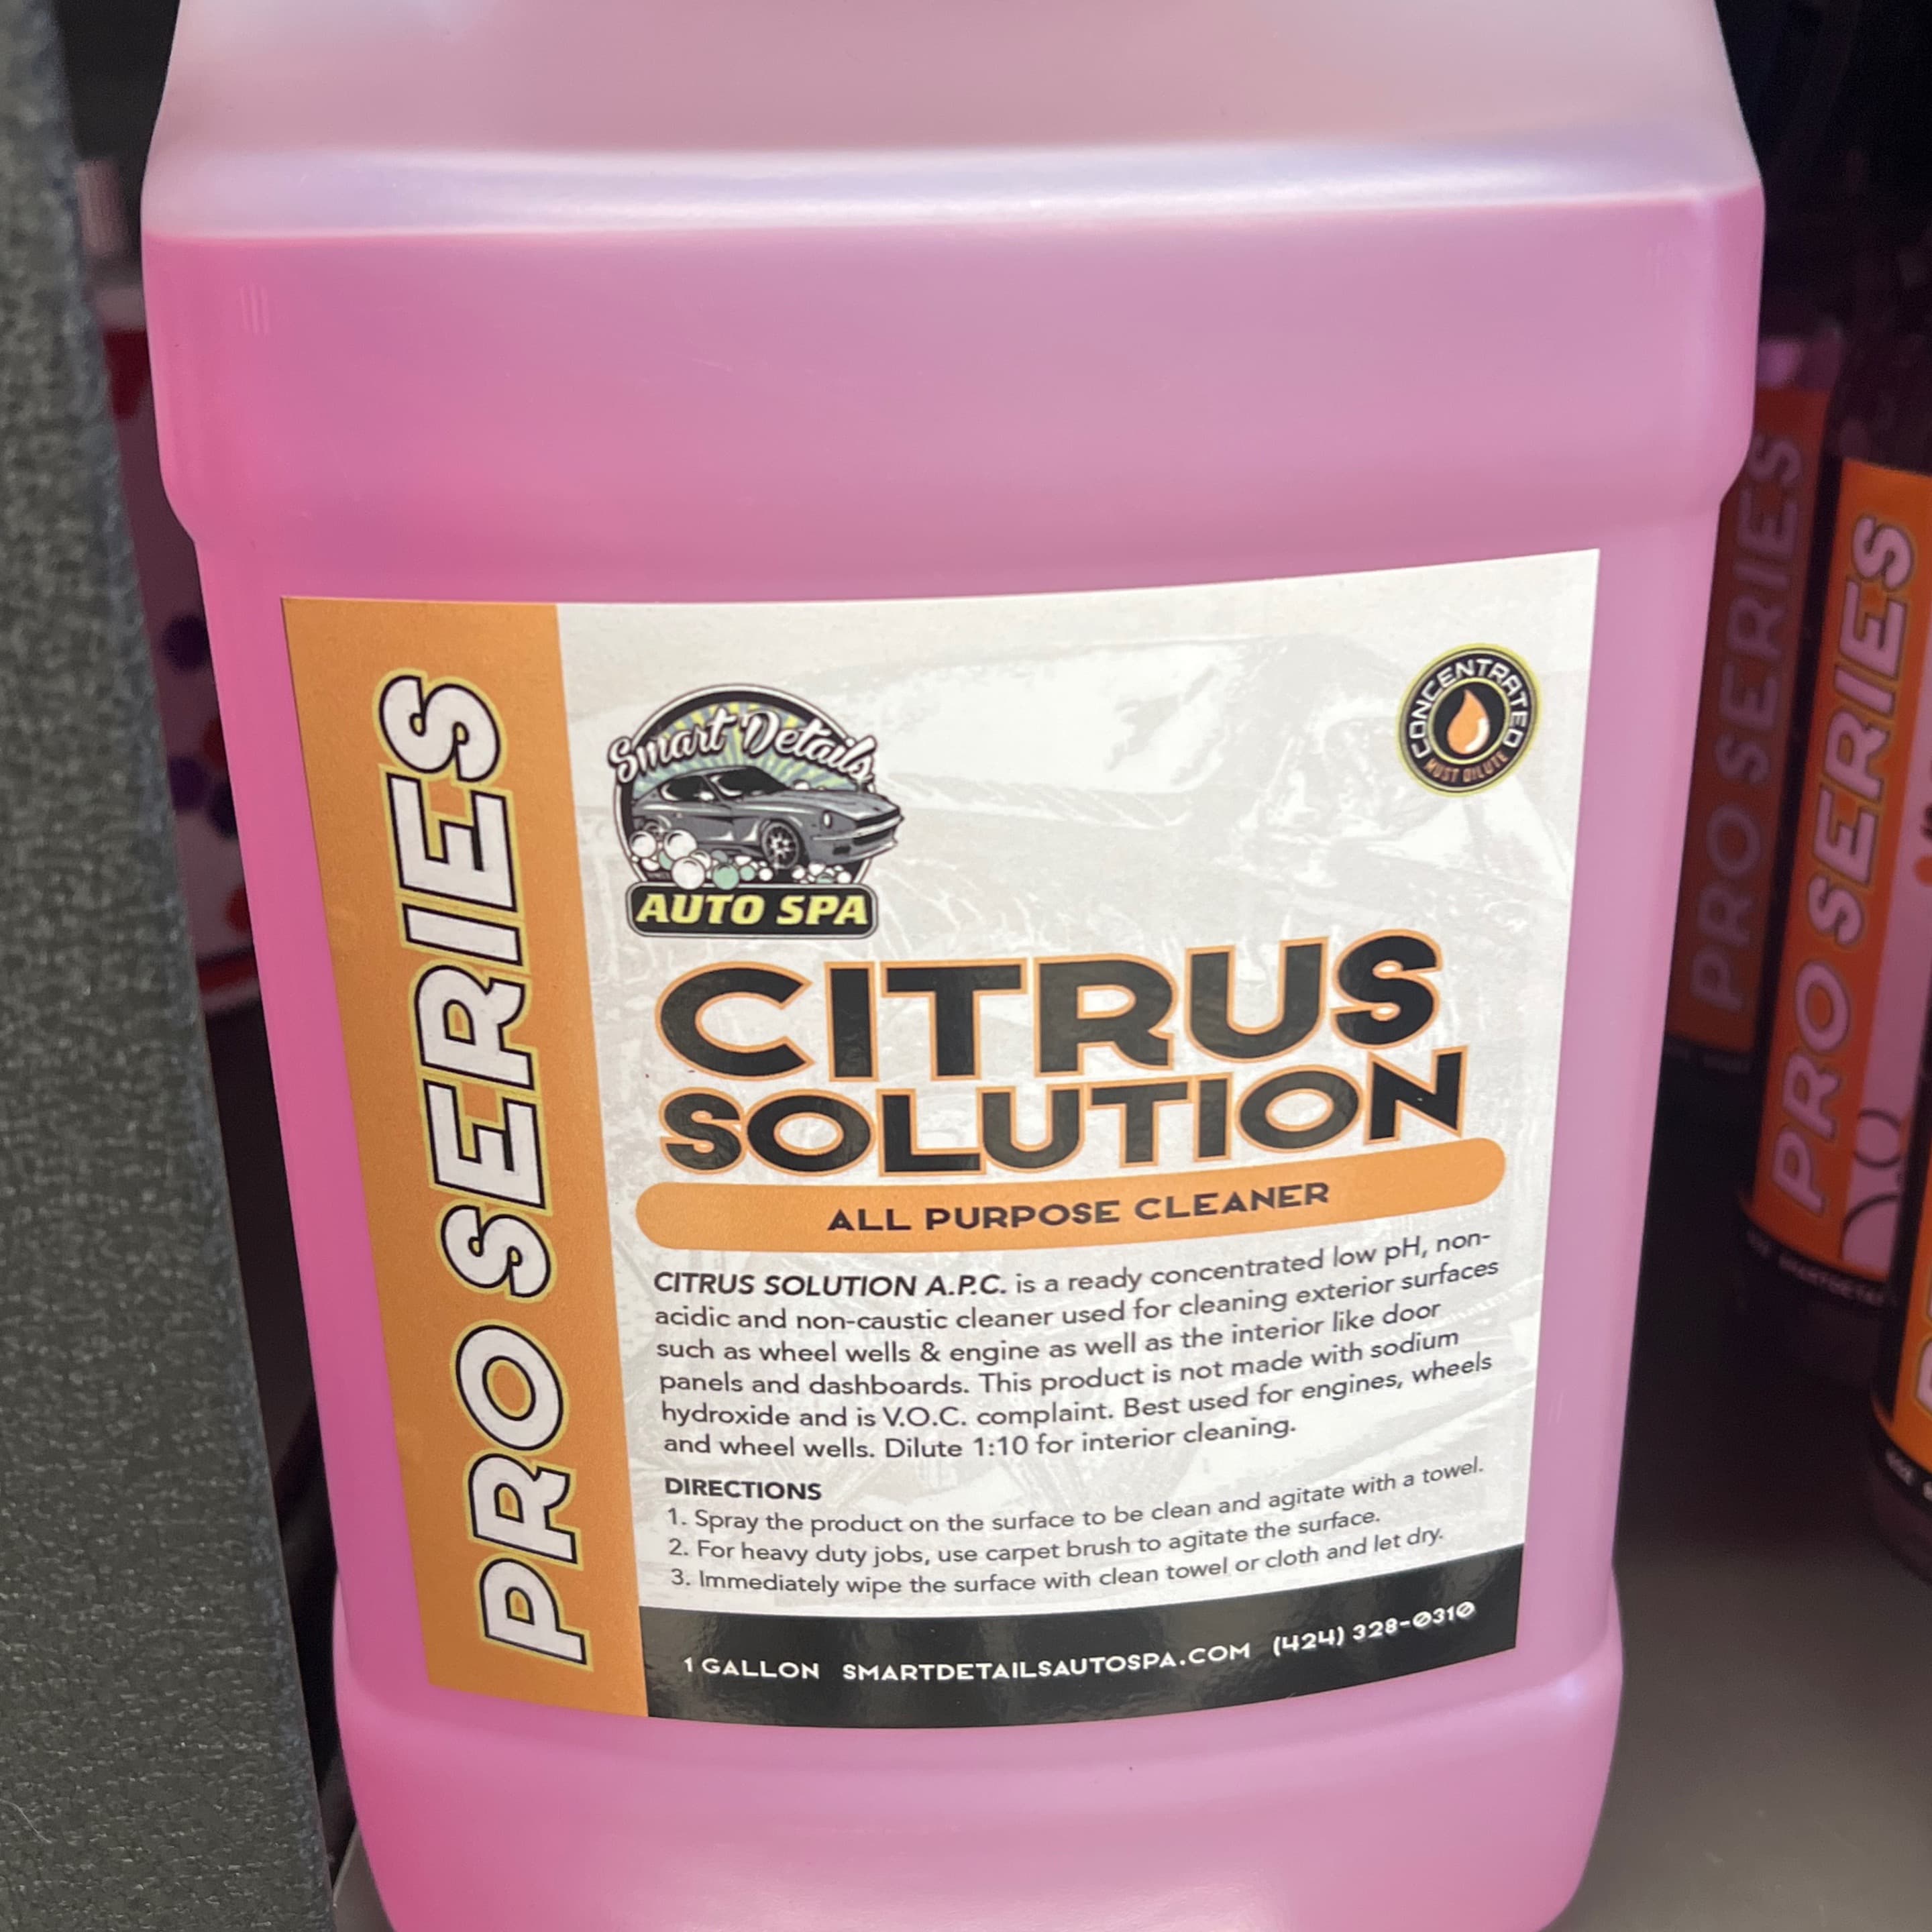 PRO SERIES
Smart Details
AUTO SPA
CONCENTRATED
MUST DILUTE
CITRUS
SOLUTION
ALL PURPOSE CLEANER
CITRUS SOLUTION A.P.C. is a ready concentrated low pH, non-
acidic and non-caustic cleaner used for cleaning exterior surfaces
such as wheel wells & engine as well as the interior like door
panels and dashboards. This product is not made with sodium
hydroxide and is V.O.C. complaint. Best used for engines, wheels
and wheel wells. Dilute 1:10 for interior cleaning.
DIRECTIONS
1. Spray the product on the surface to be clean and agitate with a towel.
2. For heavy duty jobs, use carpet brush to agitate the surface.
3. Immediately wipe the surface with clean towel or cloth and let dry.
1 GALLON SMARTDETAILSAUTOSPA.COM (424) 328-0310
PRO SERIES
PRO SERIES